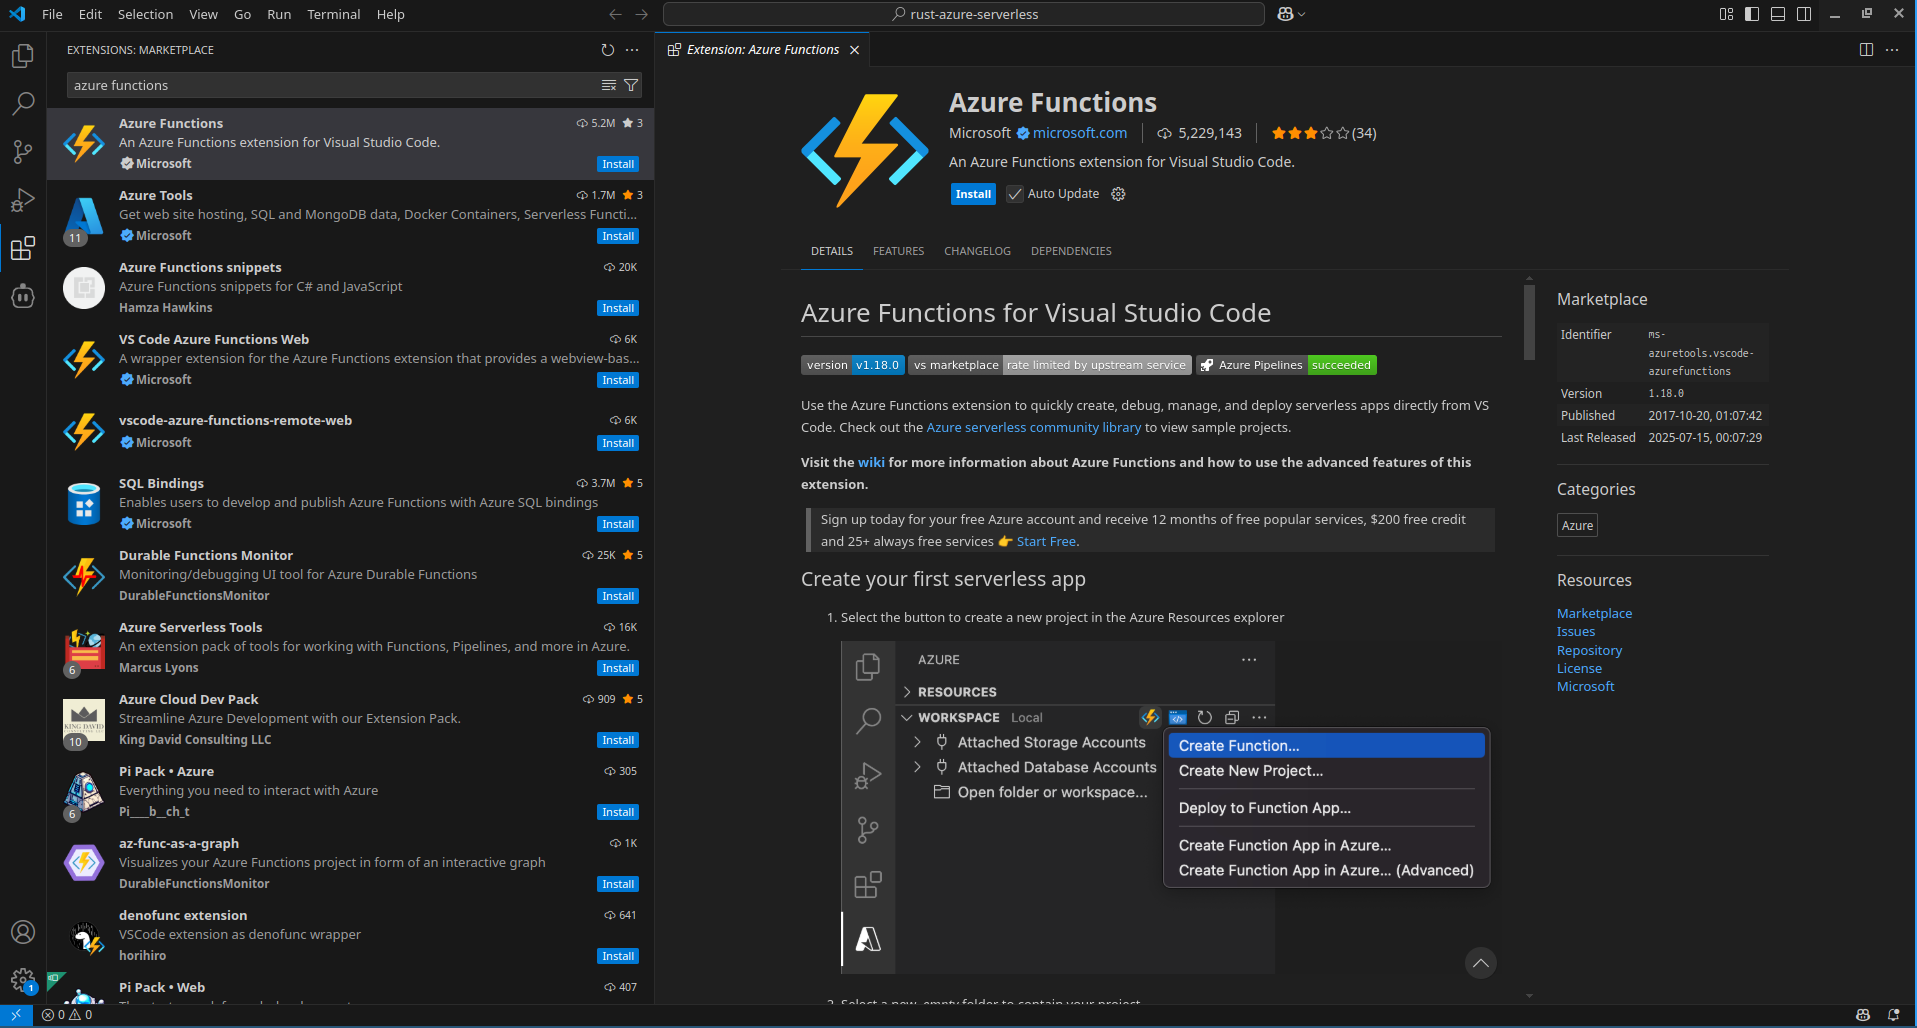 File Edit Selection View Go Run Terminal Help
rust-azure-serverless
EXTENSIONS: MARKETPLACE
azure functions
Azure Functions 5.2M 3
An Azure Functions extension for Visual Studio Code.
Microsoft Install
Azure Tools 1.7M 3
Get web site hosting, SQL and MongoDB data, Docker Containers, Serverless Functi...
11
Microsoft Install
Azure Functions snippets 20K
Azure Functions snippets for C# and JavaScript
Hamza Hawkins Install
VS Code Azure Functions Web 6K
A wrapper extension for the Azure Functions extension that provides a webview-bas...
Microsoft Install
vscode-azure-functions-remote-web 6K
Microsoft Install
SQL Bindings 3.7M 5
Enables users to develop and publish Azure Functions with Azure SQL bindings
Microsoft Install
Durable Functions Monitor 25K 5
Monitoring/debugging UI tool for Azure Durable Functions
DurableFunctionsMonitor Install
Azure Serverless Tools 16K
An extension pack of tools for working with Functions, Pipelines, and more in Azure.
6
Marcus Lyons Install
Azure Cloud Dev Pack 909 5
Streamline Azure Development with our Extension Pack.
KING DAVID
10
King David Consulting LLC Install
Pi Pack • Azure 305
Everything you need to interact with Azure
6
Pi___b__ch_t Install
az-func-as-a-graph 1K
Visualizes your Azure Functions project in form of an interactive graph
DurableFunctionsMonitor Install
denofunc extension 641
VSCode extension as denofunc wrapper
horihiro Install
Pi Pack • Web 407
1
0 0
Extension: Azure Functions
Azure Functions
Microsoft microsoft.com 5,229,143 (34)
An Azure Functions extension for Visual Studio Code.
Install Auto Update
DETAILS FEATURES CHANGELOG DEPENDENCIES
Azure Functions for Visual Studio Code
version v1.18.0 vs marketplace rate limited by upstream service Azure Pipelines succeeded
Use the Azure Functions extension to quickly create, debug, manage, and deploy serverless apps directly from VS
Code. Check out the Azure serverless community library to view sample projects.
Visit the wiki for more information about Azure Functions and how to use the advanced features of this
extension.
Sign up today for your free Azure account and receive 12 months of free popular services, $200 free credit
and 25+ always free services 👉 Start Free.
Create your first serverless app
1. Select the button to create a new project in the Azure Resources explorer
AZURE
RESOURCES
WORKSPACE Local
Attached Storage Accounts
Attached Database Accounts
Open folder or workspace...
Create Function...
Create New Project...
Deploy to Function App...
Create Function App in Azure...
Create Function App in Azure... (Advanced)
2. Select a new, empty folder to contain your project
Marketplace
Identifier ms-
azuretools.vscode-
azurefunctions
Version 1.18.0
Published 2017-10-20, 01:07:42
Last Released 2025-07-15, 00:07:29
Categories
Azure
Resources
Marketplace
Issues
Repository
License
Microsoft